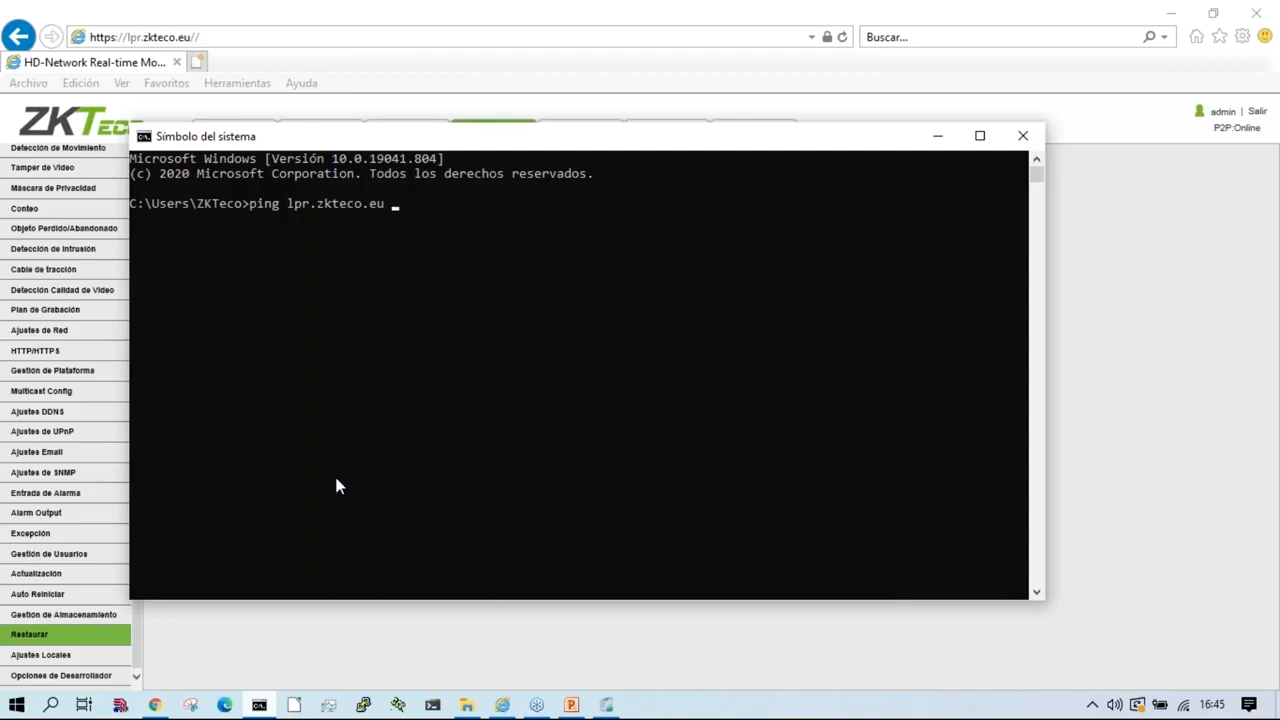 https://lpr.zkteco.eu//
Buscar...
HD-Network Real-time Mo...
Archivo Edición Ver Favoritos Herramientas Ayuda
ZKTec
admin | Salir
P2P:Online
Símbolo del sistema
Microsoft Windows [Versión 10.0.19041.804]
(c) 2020 Microsoft Corporation. Todos los derechos reservados.
C:\Users\ZKTeco>ping lpr.zkteco.eu
Detección de Movimiento
Tamper de Video
Máscara de Privacidad
Conteo
Objeto Perdido/Abandonado
Detección de Intrusión
Cable de tracción
Detección Calidad de Video
Plan de Grabación
Ajustes de Red
HTTP/HTTPS
Gestión de Plataforma
Multicast Config
Ajustes DDNS
Ajustes de UPnP
Ajustes Email
Ajustes de SNMP
Entrada de Alarma
Alarm Output
Excepción
Gestión de Usuarios
Actualización
Auto Reiniciar
Gestión de Almacenamiento
Restaurar
Ajustes Locales
Opciones de Desarrollador
16:45